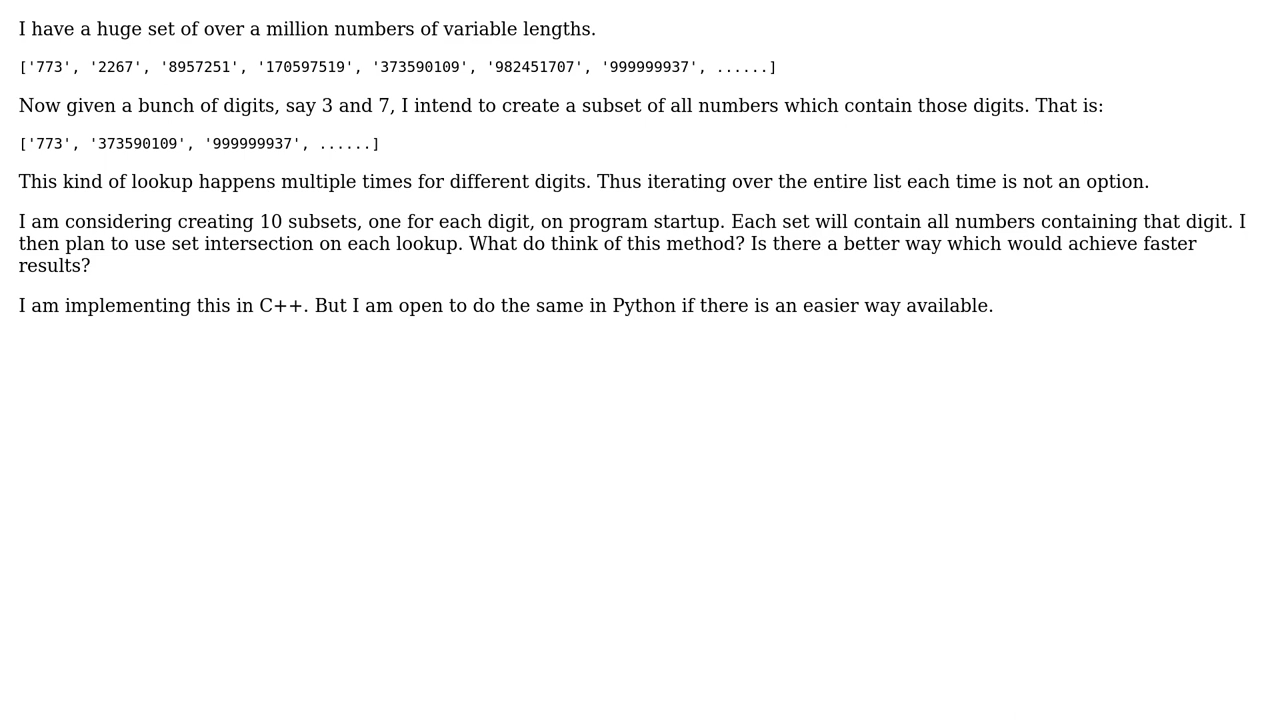 I have a huge set of over a million numbers of variable lengths.
['773', '2267', '8957251', '170597519', '373590109', '982451707', '999999937', ......]
Now given a bunch of digits, say 3 and 7, I intend to create a subset of all numbers which contain those digits. That is:
['773', '373590109', '999999937', ......]
This kind of lookup happens multiple times for different digits. Thus iterating over the entire list each time is not an option.
I am considering creating 10 subsets, one for each digit, on program startup. Each set will contain all numbers containing that digit. I
then plan to use set intersection on each lookup. What do think of this method? Is there a better way which would achieve faster
results?
I am implementing this in C++. But I am open to do the same in Python if there is an easier way available.